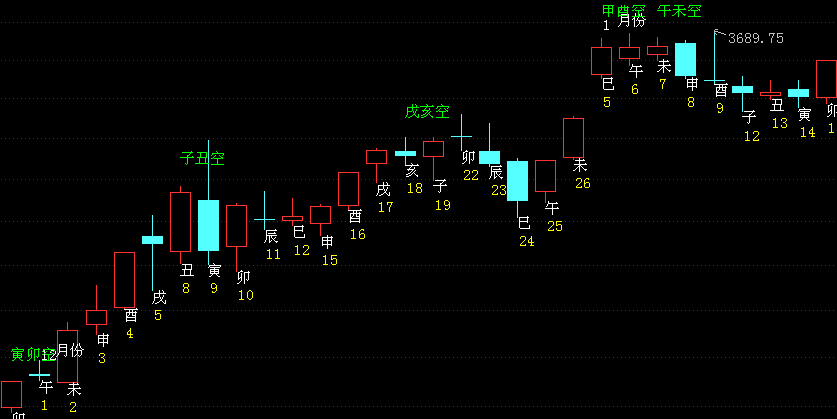 申酉空 午未空
1 月份
3689.75
巳 午 未 申 酉 子 丑 寅 卯
5 6 7 8 9 12 13 14 1
戌亥空
卯 辰 未
亥 子 22 23 26
戌 18 19 巳 午
17 24 25
子丑空
丑 寅 卯 辰 巳 申 酉
8 9 10 11 12 15 16
戌
5
酉
4
申
3
寅卯空
12月份
午 未
1 2
卯